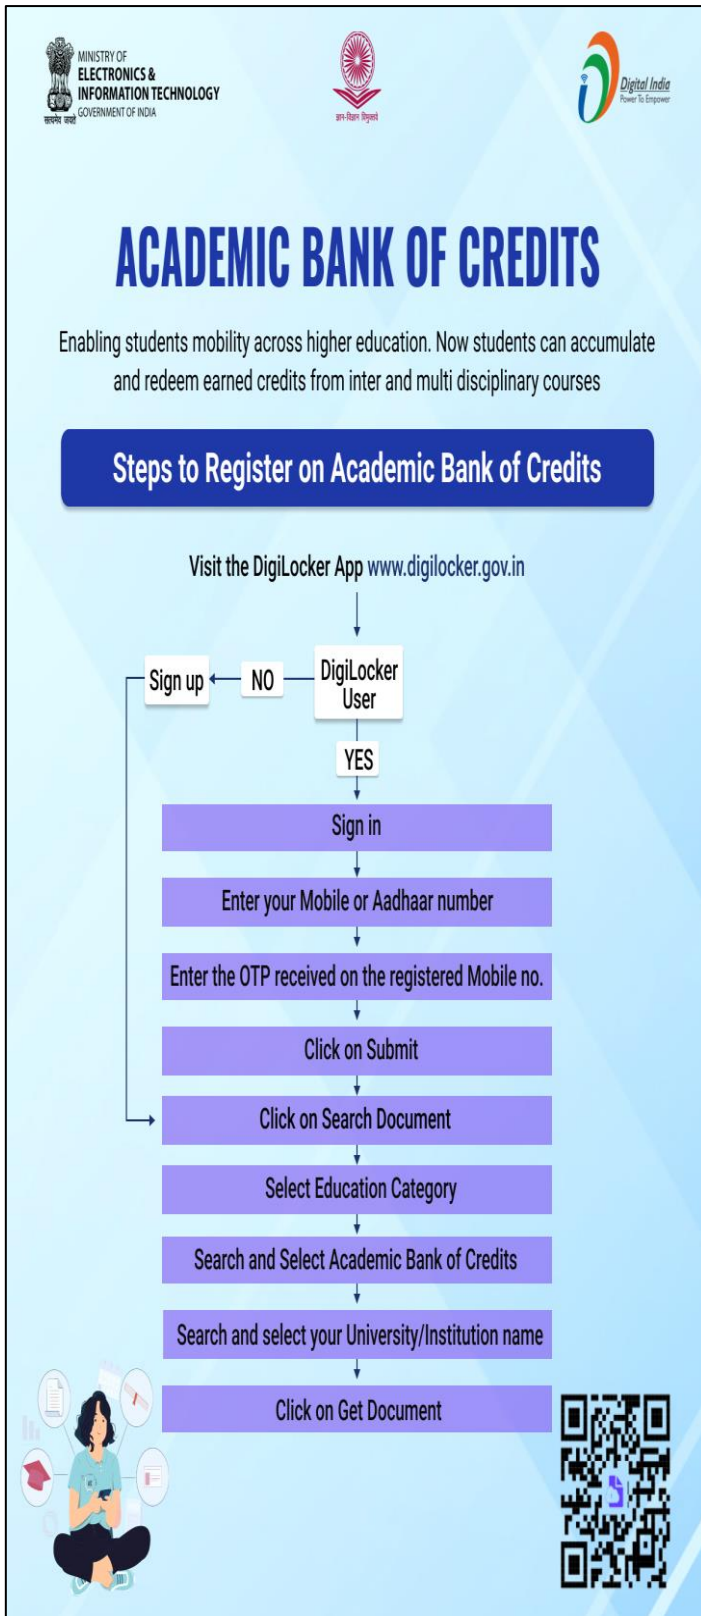 MINISTRY OF
ELECTRONICS &
INFORMATION TECHNOLOGY
GOVERNMENT OF INDIA
सत्यमेव जयते
ज्ञान-विज्ञान विमुक्तये
Digital India
Power To Empower
ACADEMIC BANK OF CREDITS
Enabling students mobility across higher education. Now students can accumulate
and redeem earned credits from inter and multi disciplinary courses
Steps to Register on Academic Bank of Credits
Visit the DigiLocker App www.digilocker.gov.in
Sign up
NO
DigiLocker
User
YES
Sign in
Enter your Mobile or Aadhaar number
Enter the OTP received on the registered Mobile no.
Click on Submit
Click on Search Document
Select Education Category
Search and Select Academic Bank of Credits
Search and select your University/Institution name
Click on Get Document